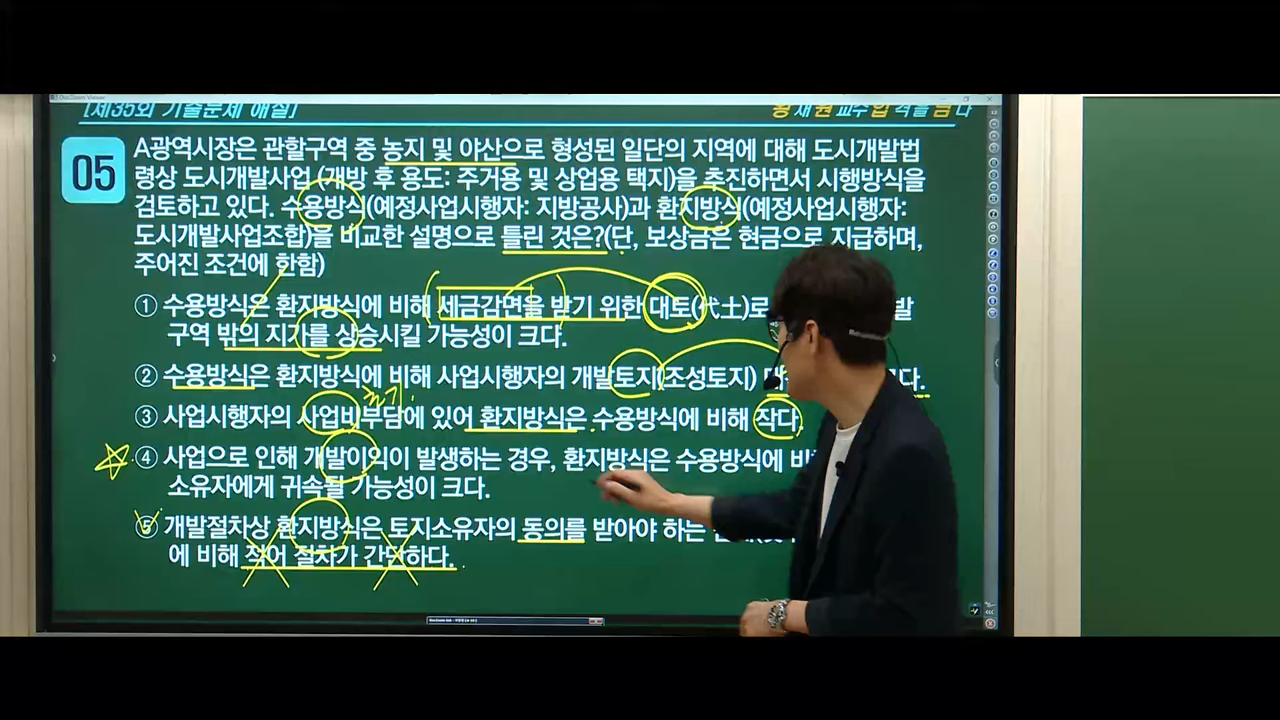 [제35회 기출문제 해설]
왕 재 원 교수 입 격을 금 다
05
A광역시장은 관할구역 중 농지 및 야산으로 형성된 일단의 지역에 대해 도시개발법
령상 도시개발사업 (개방 후 용도: 주거용 및 상업용 택지)을 추진하면서 시행방식을
검토하고 있다. 수용방식(예정사업시행자: 지방공사)과 환지방식(예정사업시행자:
도시개발사업조합)을 비교한 설명으로 틀린 것은?(단, 보상금은 현금으로 지급하며,
주어진 조건에 한함)
① 수용방식은 환지방식에 비해 세금감면을 받기 위한 대토(代土)로
구역 밖의 지가를 상승시킬 가능성이 크다.
② 수용방식은 환지방식에 비해 사업시행자의 개발토지(조성토지)
③ 사업시행자의 사업비부담에 있어 환지방식은 수용방식에 비해 작다.
④ 사업으로 인해 개발이익이 발생하는 경우, 환지방식은 수용방식에
소유자에게 귀속될 가능성이 크다.
⑤ 개발절차상 환지방식은 토지소유자의 동의를 받아야 하는
에 비해 적어 절차가 간단하다.